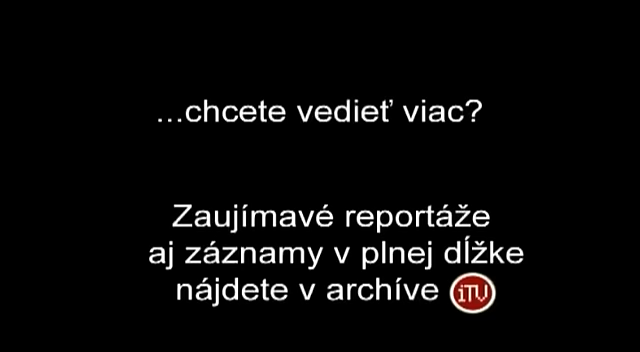 ...chcete vedieť viac?
Zaujímavé reportáže
aj záznamy v plnej dĺžke
nájdete v archíve iTV